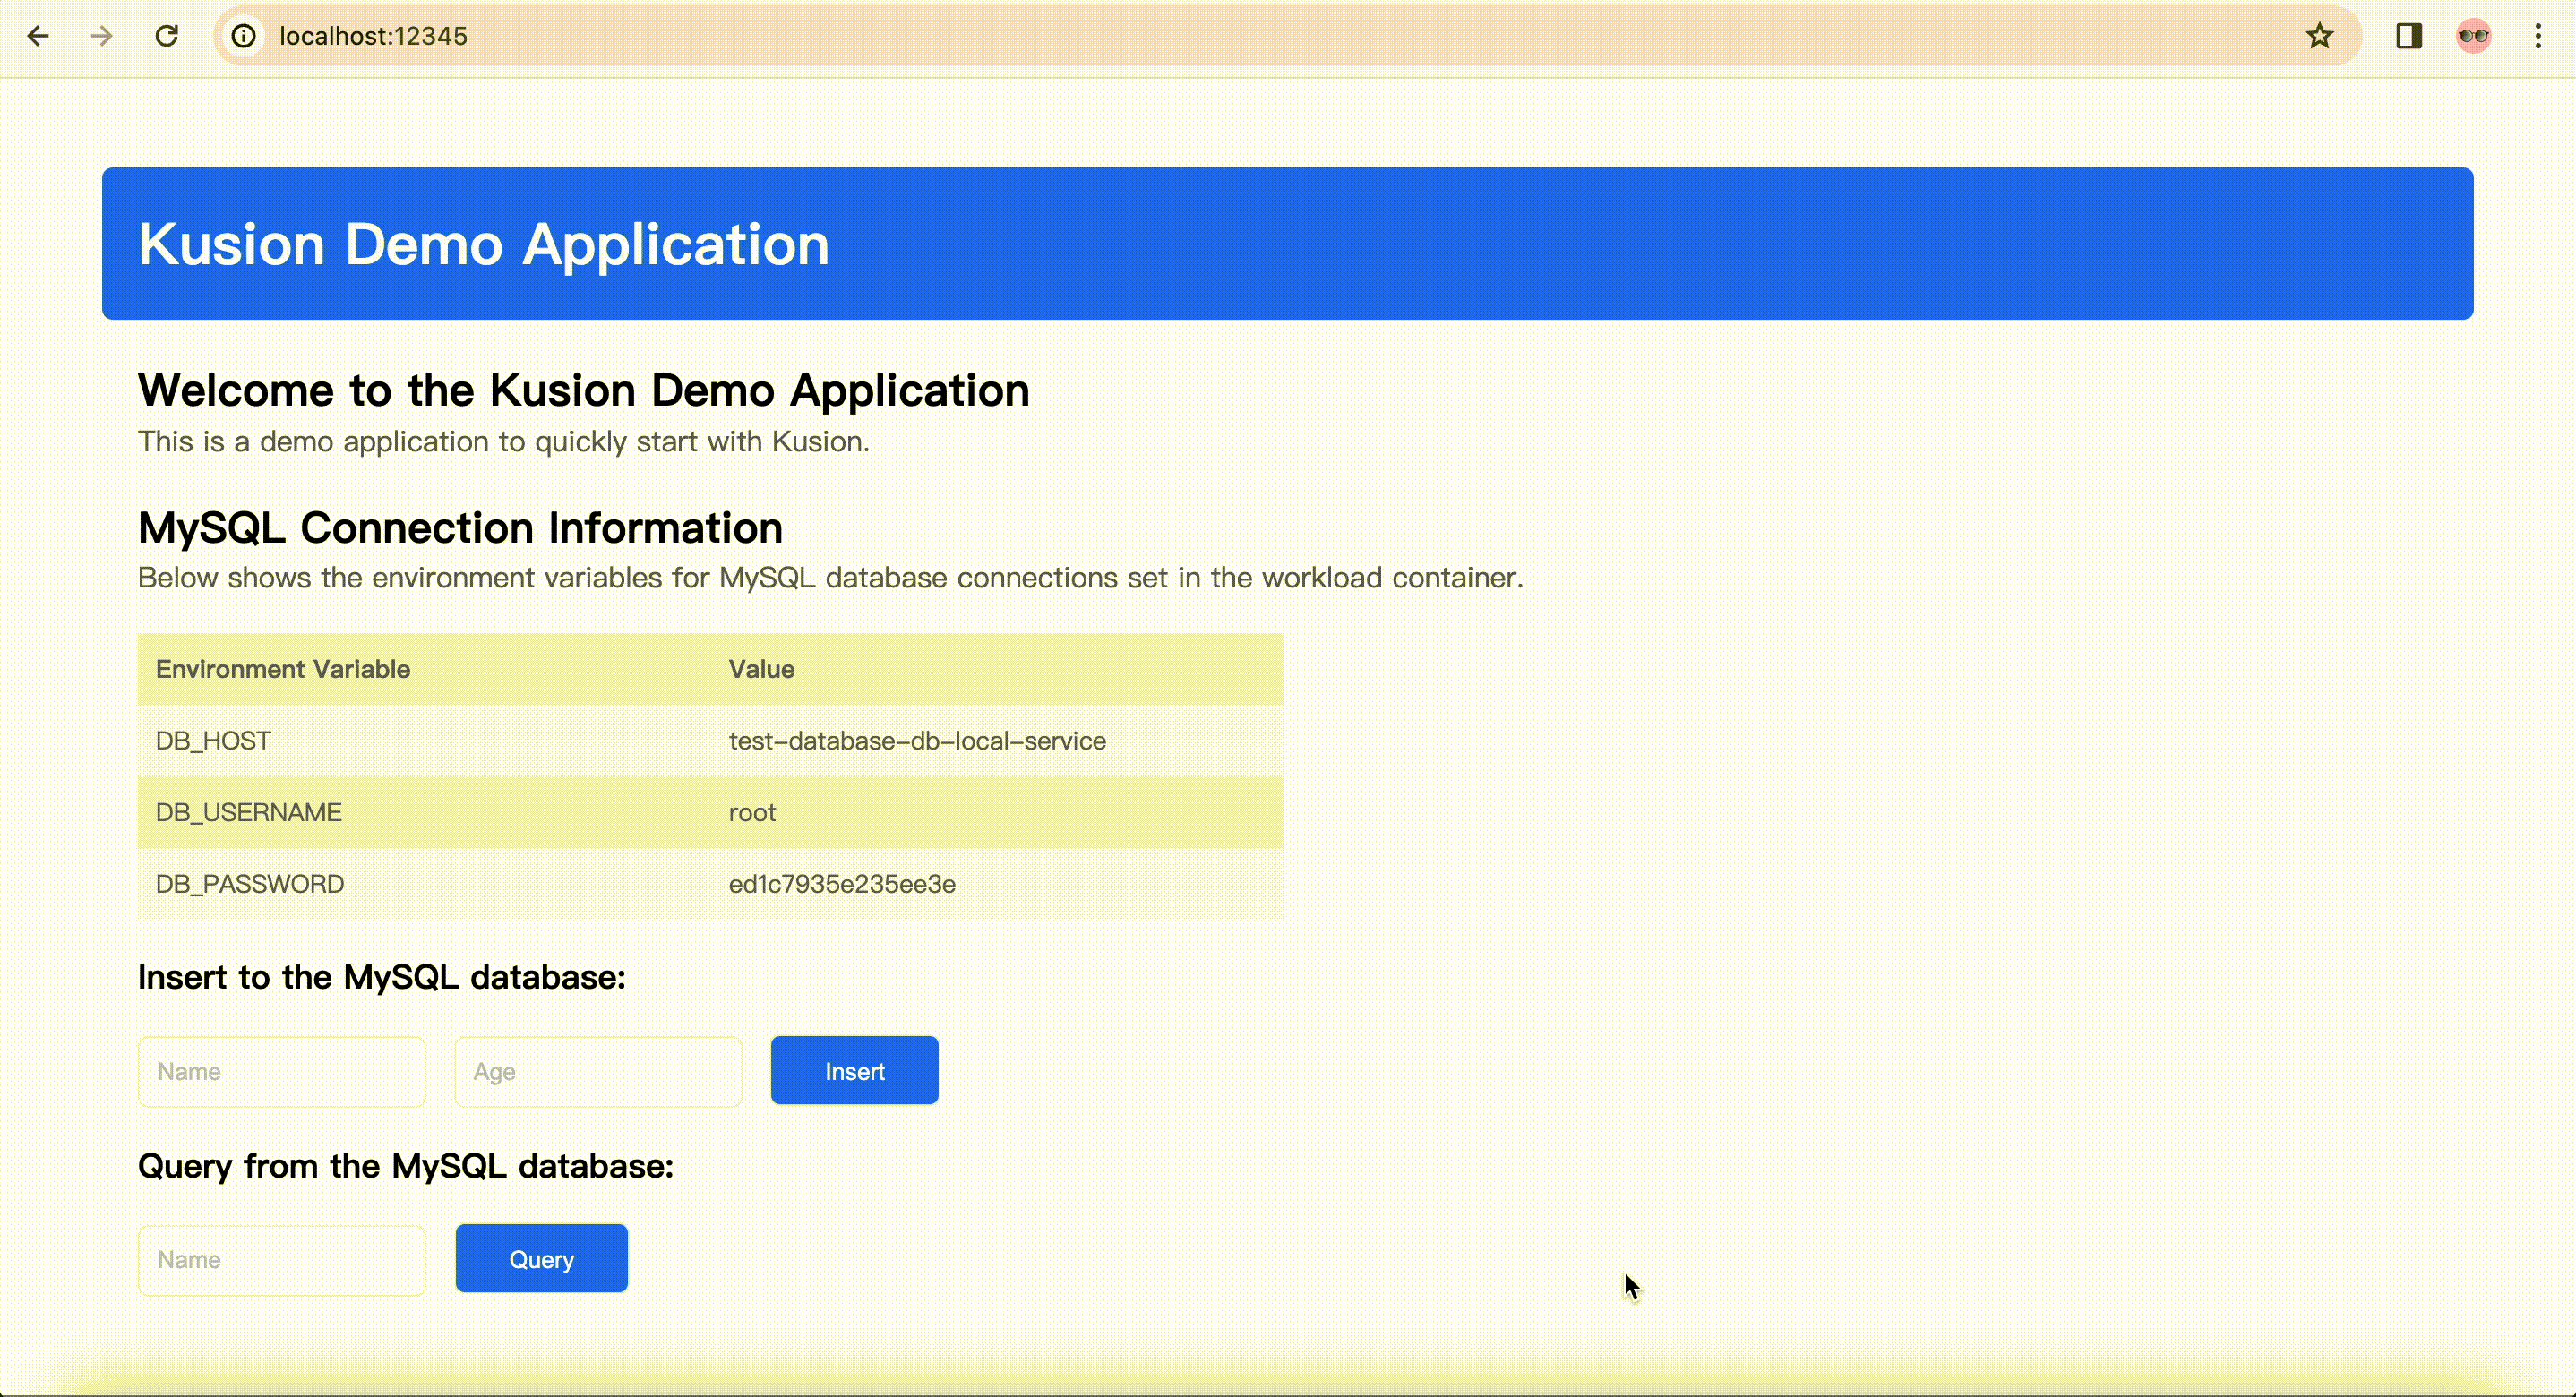 localhost:12345
Kusion Demo Application
Welcome to the Kusion Demo Application
This is a demo application to quickly start with Kusion.
MySQL Connection Information
Below shows the environment variables for MySQL database connections set in the workload container.
Environment Variable Value
DB_HOST test-database-db-local-service
DB_USERNAME root
DB_PASSWORD ed1c7935e235ee3e
Insert to the MySQL database:
Name Age Insert
Query from the MySQL database:
Name Query